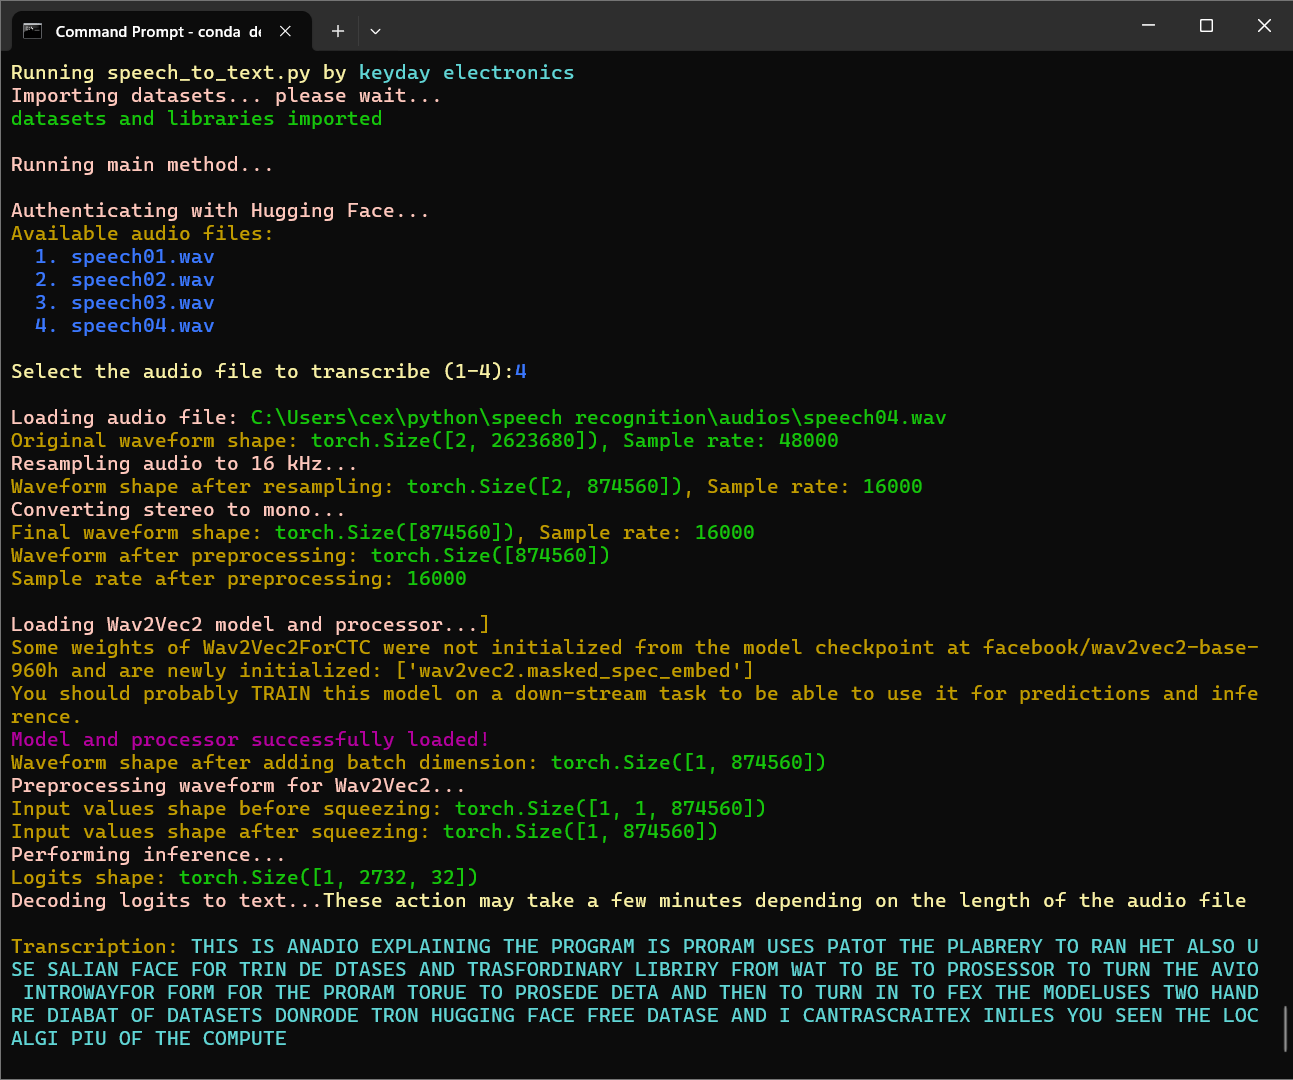 Command Prompt - conda de
Running speech_to_text.py by keyday electronics
Importing datasets... please wait...
datasets and libraries imported
Running main method...
Authenticating with Hugging Face...
Available audio files:
1. speech01.wav
2. speech02.wav
3. speech03.wav
4. speech04.wav
Select the audio file to transcribe (1-4):4
Loading audio file: C:\Users\cex\python\speech recognition\audios\speech04.wav
Original waveform shape: torch.Size([2, 2623680]), Sample rate: 48000
Resampling audio to 16 kHz...
Waveform shape after resampling: torch.Size([2, 874560]), Sample rate: 16000
Converting stereo to mono...
Final waveform shape: torch.Size([874560]), Sample rate: 16000
Waveform after preprocessing: torch.Size([874560])
Sample rate after preprocessing: 16000
Loading Wav2Vec2 model and processor...]
Some weights of Wav2Vec2ForCTC were not initialized from the model checkpoint at facebook/wav2vec2-base-
960h and are newly initialized: ['wav2vec2.masked_spec_embed']
You should probably TRAIN this model on a down-stream task to be able to use it for predictions and infe
rence.
Model and processor successfully loaded!
Waveform shape after adding batch dimension: torch.Size([1, 874560])
Preprocessing waveform for Wav2Vec2...
Input values shape before squeezing: torch.Size([1, 1, 874560])
Input values shape after squeezing: torch.Size([1, 874560])
Performing inference...
Logits shape: torch.Size([1, 2732, 32])
Decoding logits to text...These action may take a few minutes depending on the length of the audio file
Transcription: THIS IS ANADIO EXPLAINING THE PROGRAM IS PRORAM USES PATOT THE PLABRERY TO RAN HET ALSO U
SE SALIAN FACE FOR TRIN DE DTASES AND TRASFORDINARY LIBRIRY FROM WAT TO BE TO PROSESSOR TO TURN THE AVIO
INTROWAYFOR FORM FOR THE PRORAM TORUE TO PROSEDE DETA AND THEN TO TURN IN TO FEX THE MODELUSES TWO HAND
RE DIABAT OF DATASETS DONRODE TRON HUGGING FACE FREE DATASE AND I CANTRASCRAITEX INILES YOU SEEN THE LOC
ALGI PIU OF THE COMPUTE